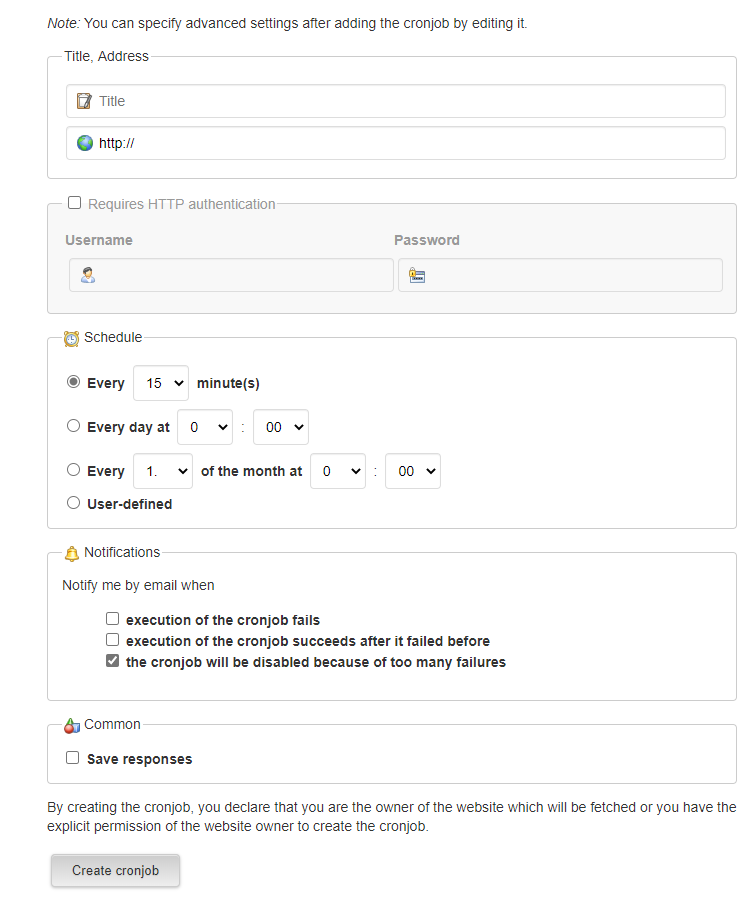 Note: You can specify advanced settings after adding the cronjob by editing it.
Title, Address
Title
http://
Requires HTTP authentication
Username Password
Schedule
Every 15 minute(s)
Every day at 0 : 00
Every 1. of the month at 0 : 00
User-defined
Notifications
Notify me by email when
execution of the cronjob fails
execution of the cronjob succeeds after it failed before
the cronjob will be disabled because of too many failures
Common
Save responses
By creating the cronjob, you declare that you are the owner of the website which will be fetched or you have the
explicit permission of the website owner to create the cronjob.
Create cronjob